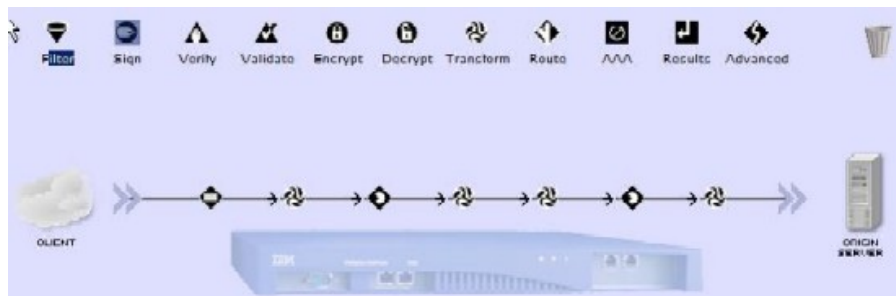 Filter Sign Verify Validate Encrypt Decrypt Transform Route AAA Results Advanced
CLIENT
ORIGIN
SERVER
IBM